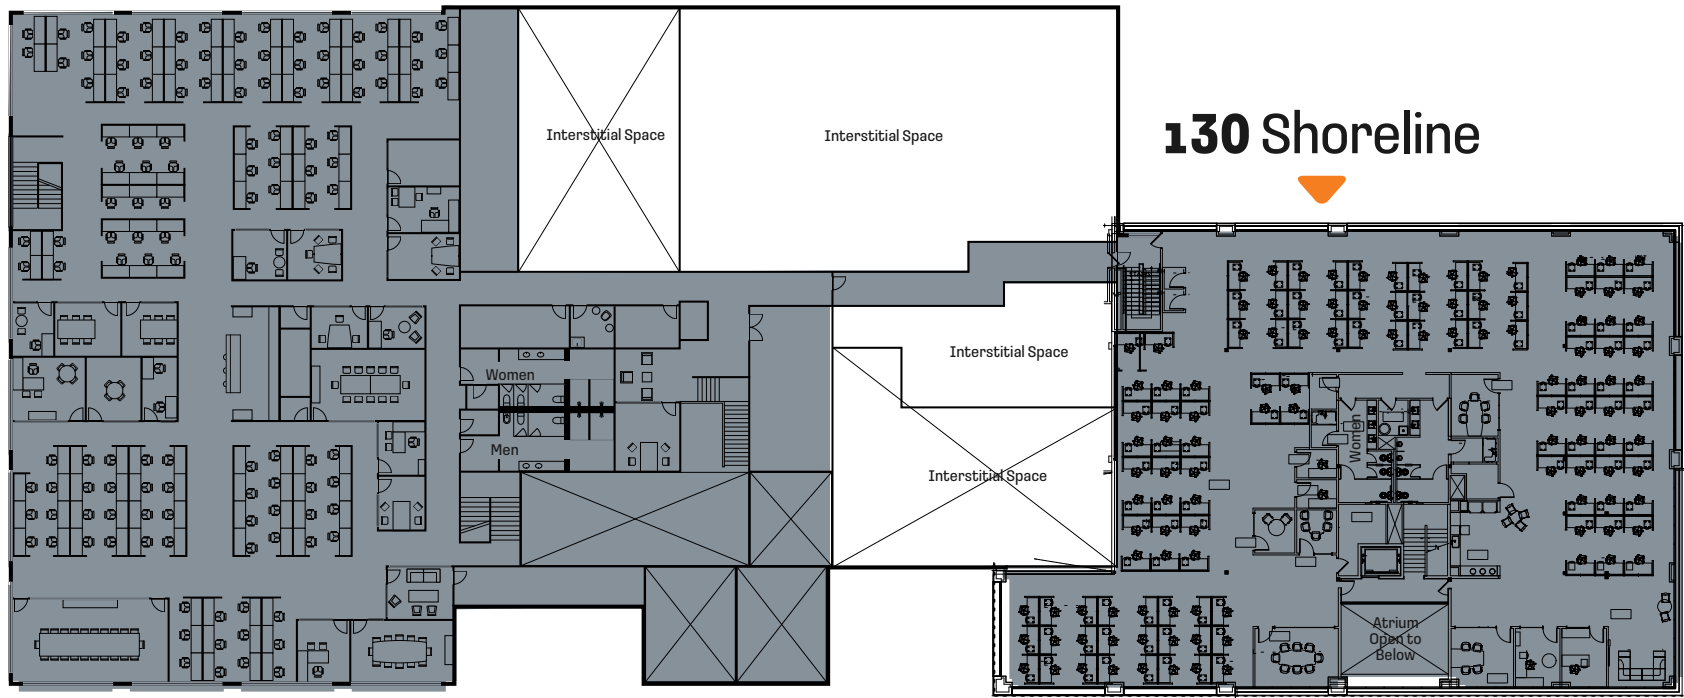 Interstitial Space
Interstitial Space
130 Shoreline
Interstitial Space
Women
Men
Interstitial Space
Women
Atrium
Open to
Below